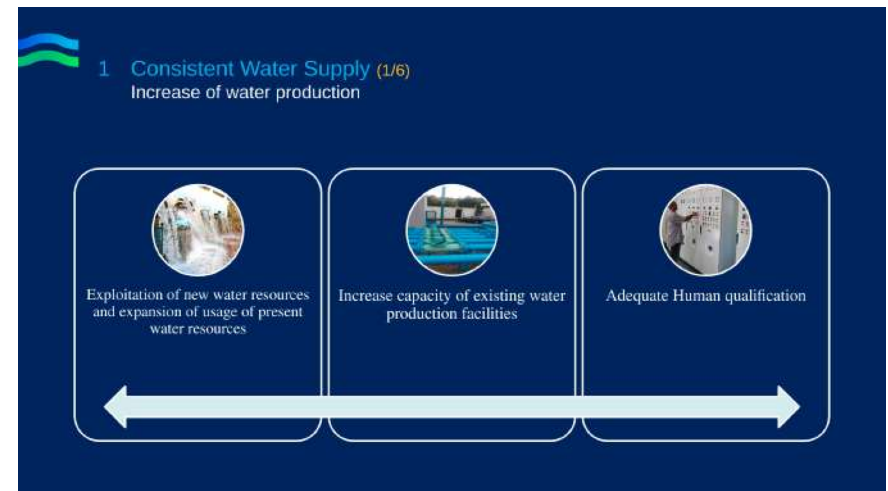 1 Consistent Water Supply (1/6)
Increase of water production
Exploitation of new water resources
and expansion of usage of present
water resources
Increase capacity of existing water
production facilities
Adequate Human qualification